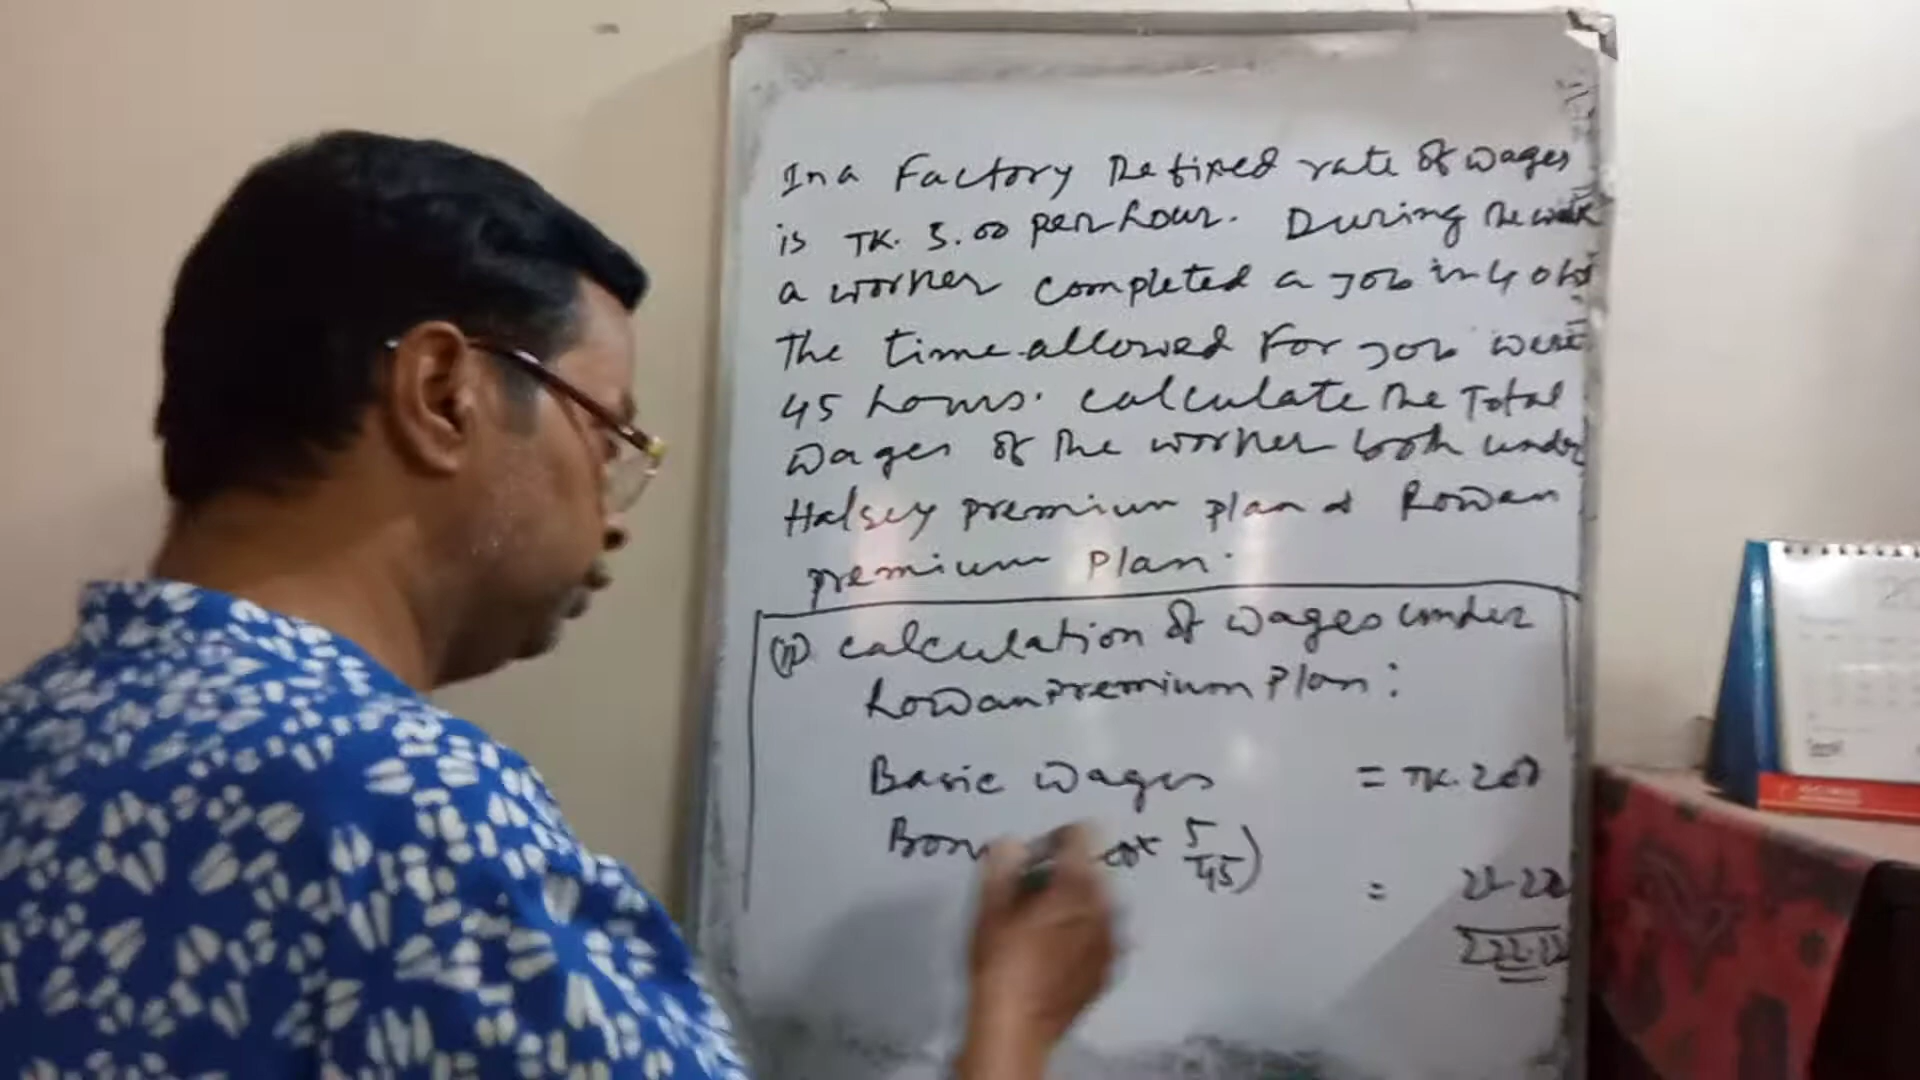 In a Factory The fixed rate of wages
is TK. 5.00 per hour. During The week
a worker completed a job in 40 hrs
The time allowed For job were
45 hours. calculate The Total
wages of The worker both under
Halsey premium plan & Rowan
premium plan.
(ii) calculation of wages under
Rowan premium plan:
Basic wages = TK. 200
5
45)
= 22.22
222.22